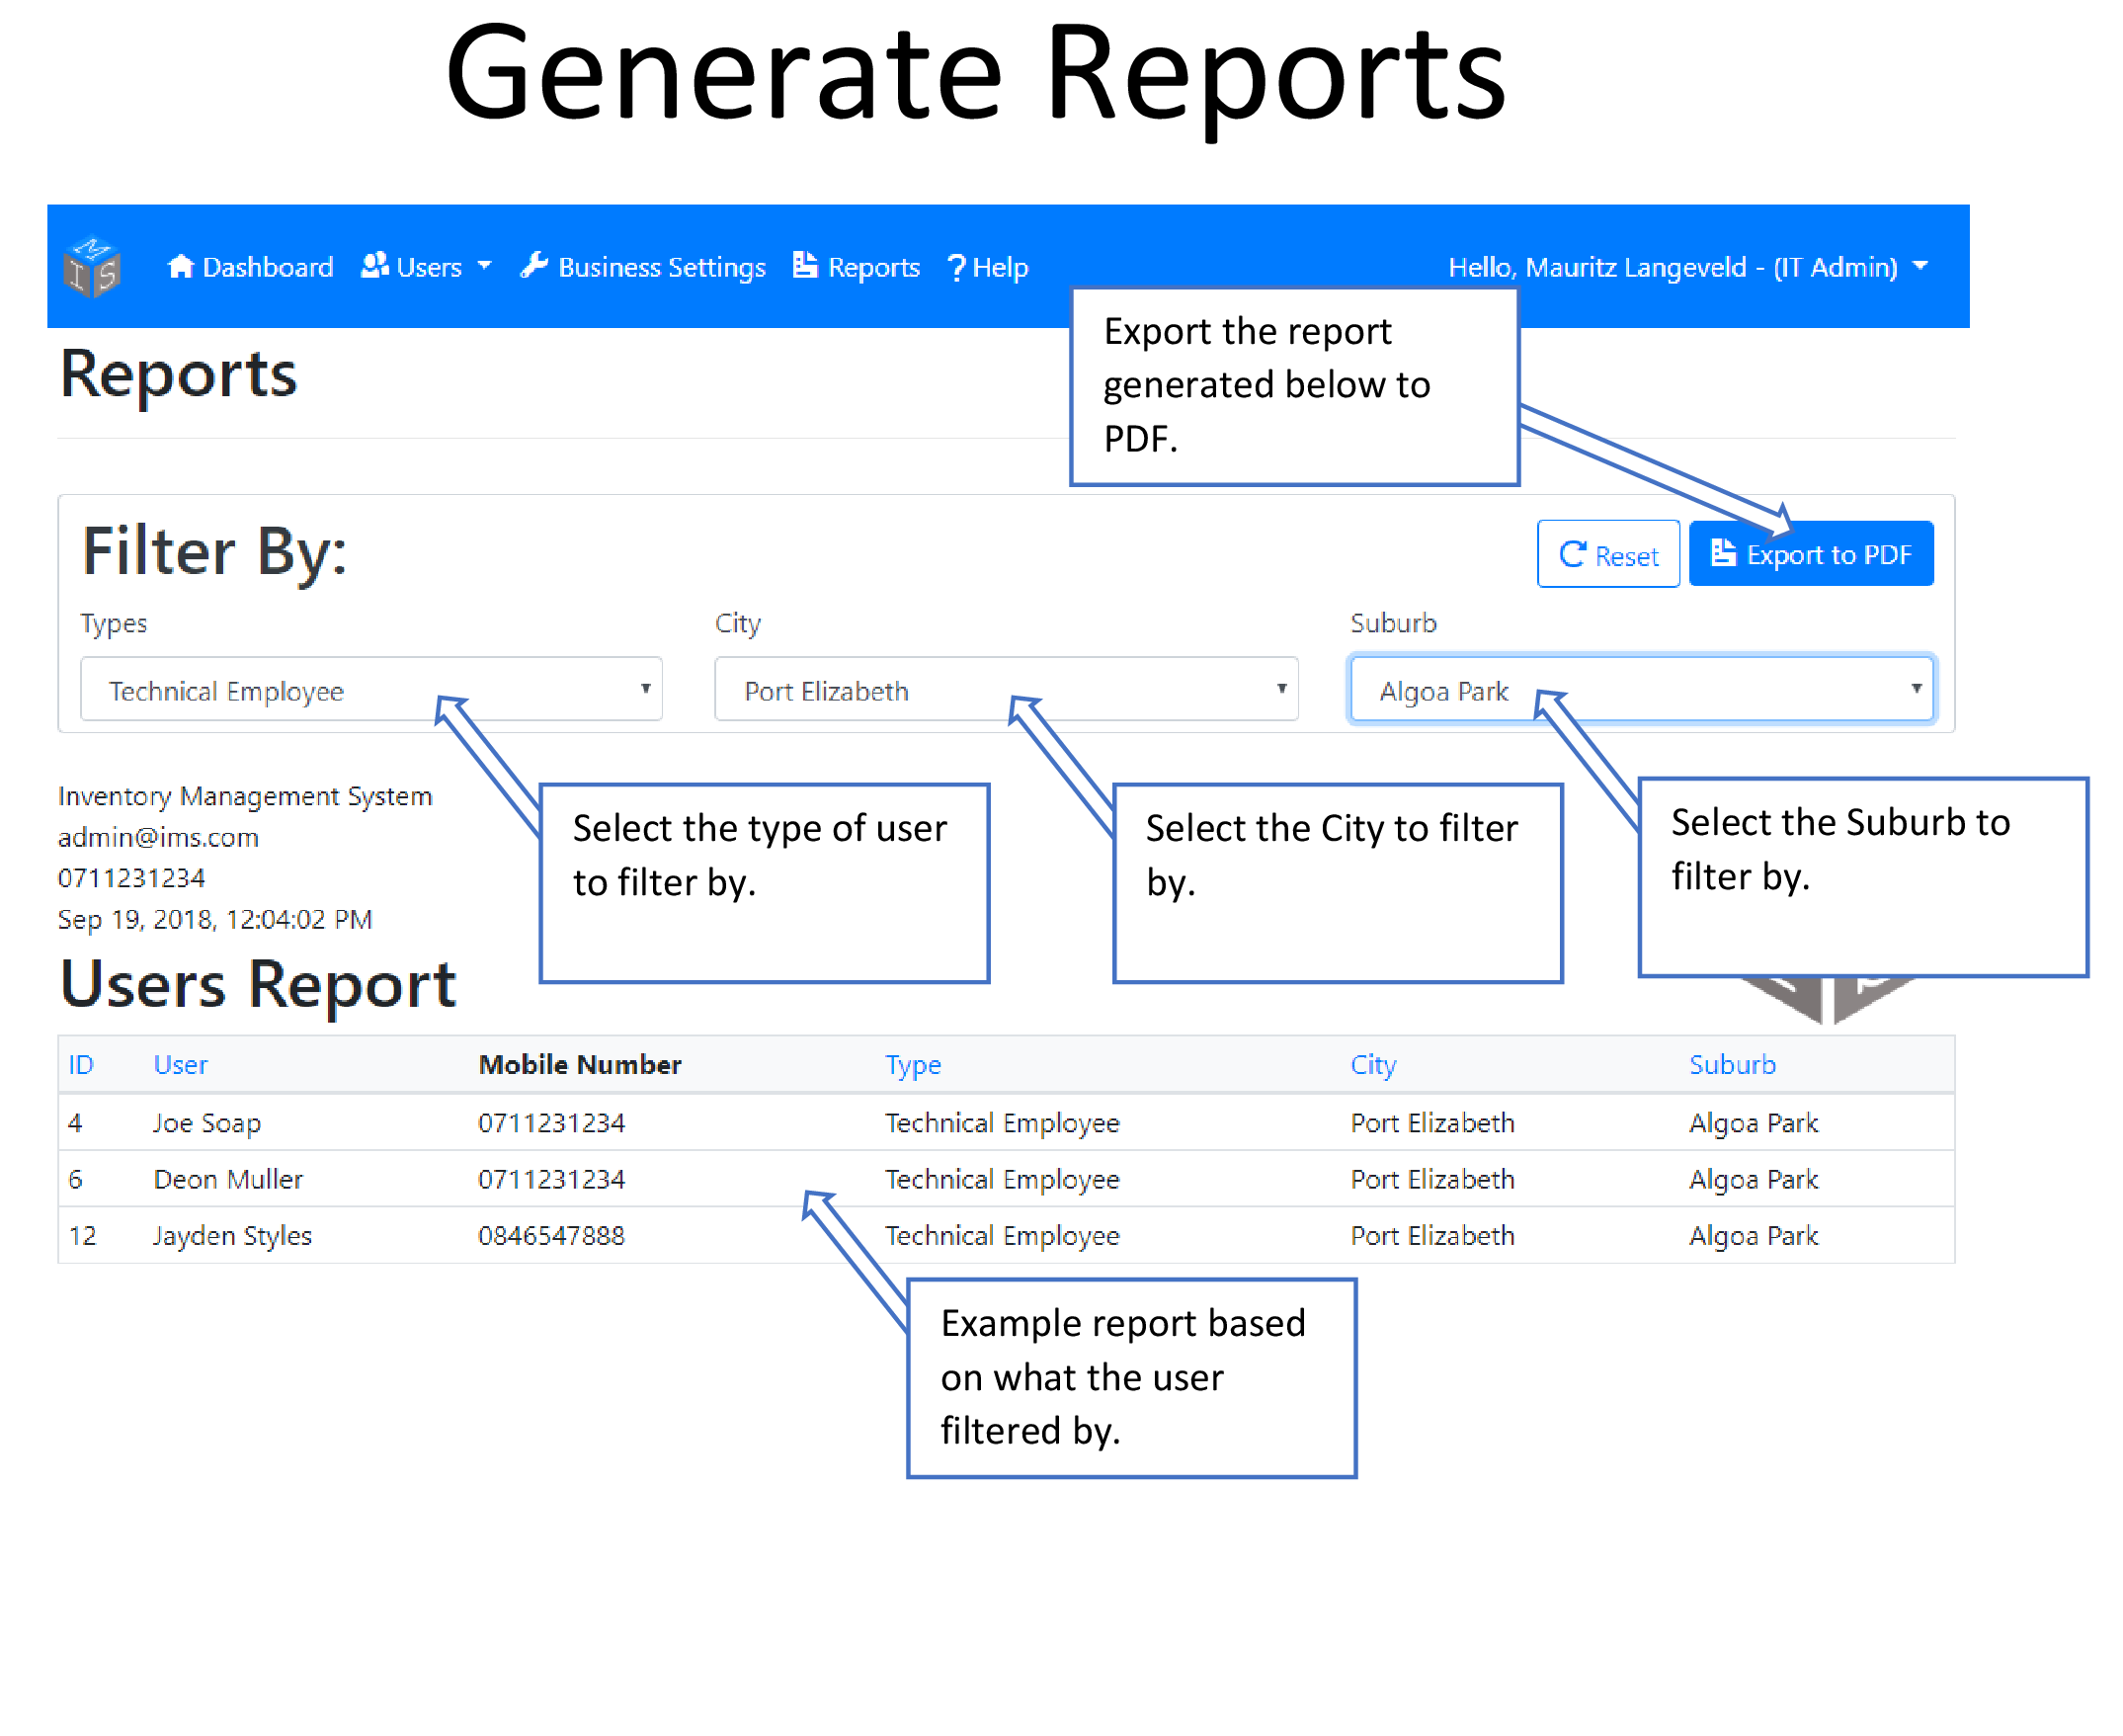 Generate Reports
Dashboard Users Business Settings Reports ? Help Hello, Mauritz Langeveld - (IT Admin)
Export the report
generated below to
PDF.
Reports
Filter By:
Reset Export to PDF
Types City Suburb
Technical Employee Port Elizabeth Algoa Park
Select the type of user
to filter by.
Select the City to filter
by.
Select the Suburb to
filter by.
Inventory Management System
admin@ims.com
0711231234
Sep 19, 2018, 12:04:02 PM
Users Report
ID User Mobile Number Type City Suburb
4 Joe Soap 0711231234 Technical Employee Port Elizabeth Algoa Park
6 Deon Muller 0711231234 Technical Employee Port Elizabeth Algoa Park
12 Jayden Styles 0846547888 Technical Employee Port Elizabeth Algoa Park
Example report based
on what the user
filtered by.